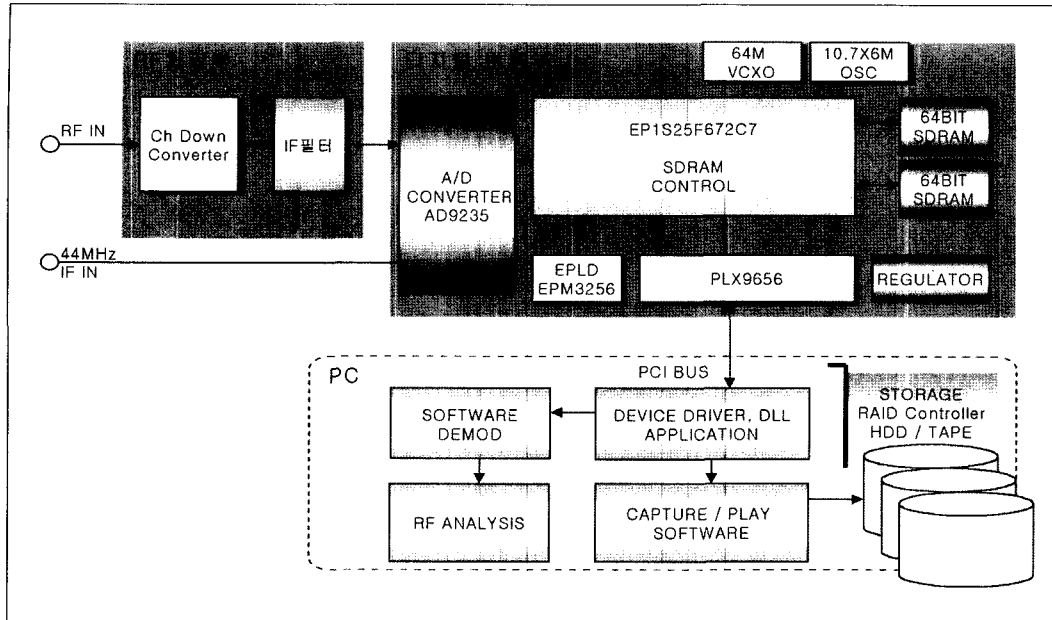 64M
VCXO
10.7X6M
OSC
RF IN
Ch Down
Converter
IF필터
A/D
CONVERTER
AD9235
EP1S25F672C7
SDRAM
CONTROL
64BIT
SDRAM
64BIT
SDRAM
44MHz
IF IN
EPLD
EPM3256
PLX9656
REGULATOR
PC
PCI BUS
SOFTWARE
DEMOD
DEVICE DRIVER, DLL
APPLICATION
STORAGE
RAID Controller
HDD / TAPE
RF ANALYSIS
CAPTURE / PLAY
SOFTWARE